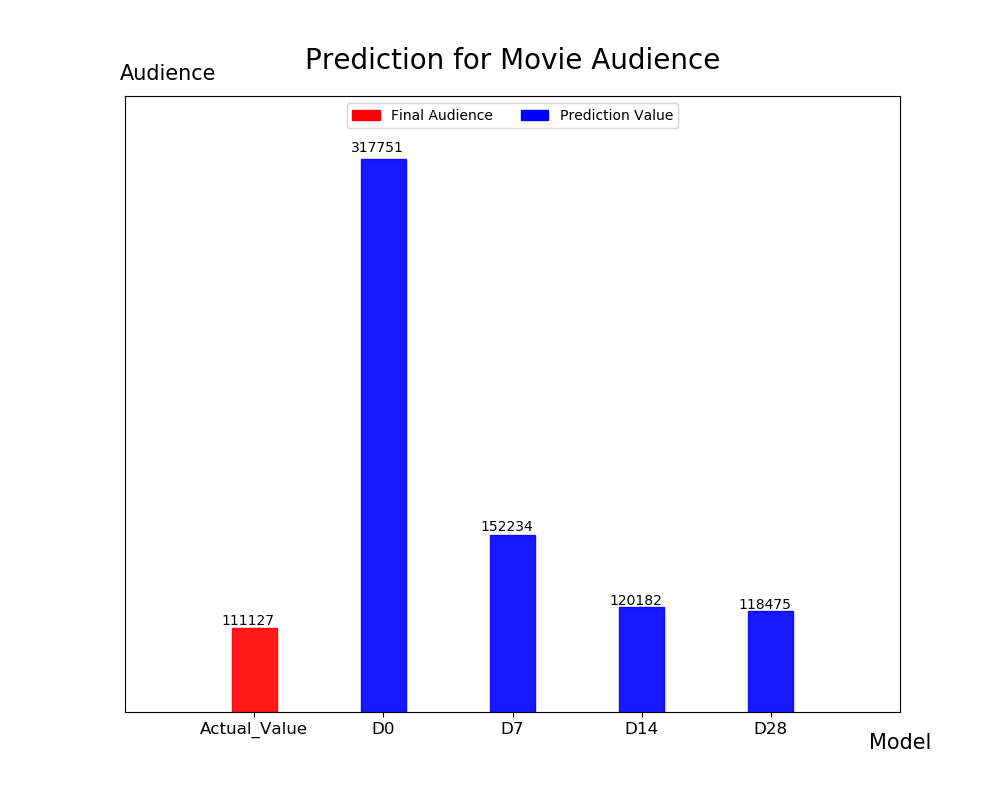 Prediction for Movie Audience
Audience
Final Audience Prediction Value
317751
152234
120182
118475
111127
Actual_Value D0 D7 D14 D28
Model